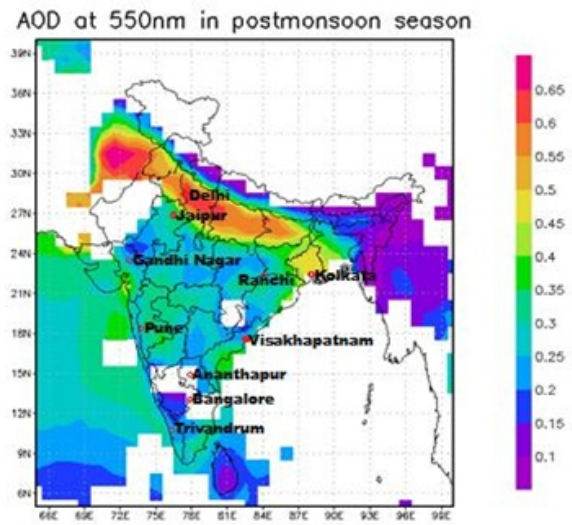 AOD at 550nm in postmonsoon season
39N
36N
33N
30N
27N
24N
21N
18N
15N
12N
9N
6N
66E 69E 72E 75E 78E 81E 84E 87E 90E 93E 96E 99E
Delhi
Jaipur
Gandhi Nagar
Ranchi
Kolkata
Pune
Visakhapatnam
Ananthapur
Bangalore
Trivandrum
0.65
0.6
0.55
0.5
0.45
0.4
0.35
0.3
0.25
0.2
0.15
0.1